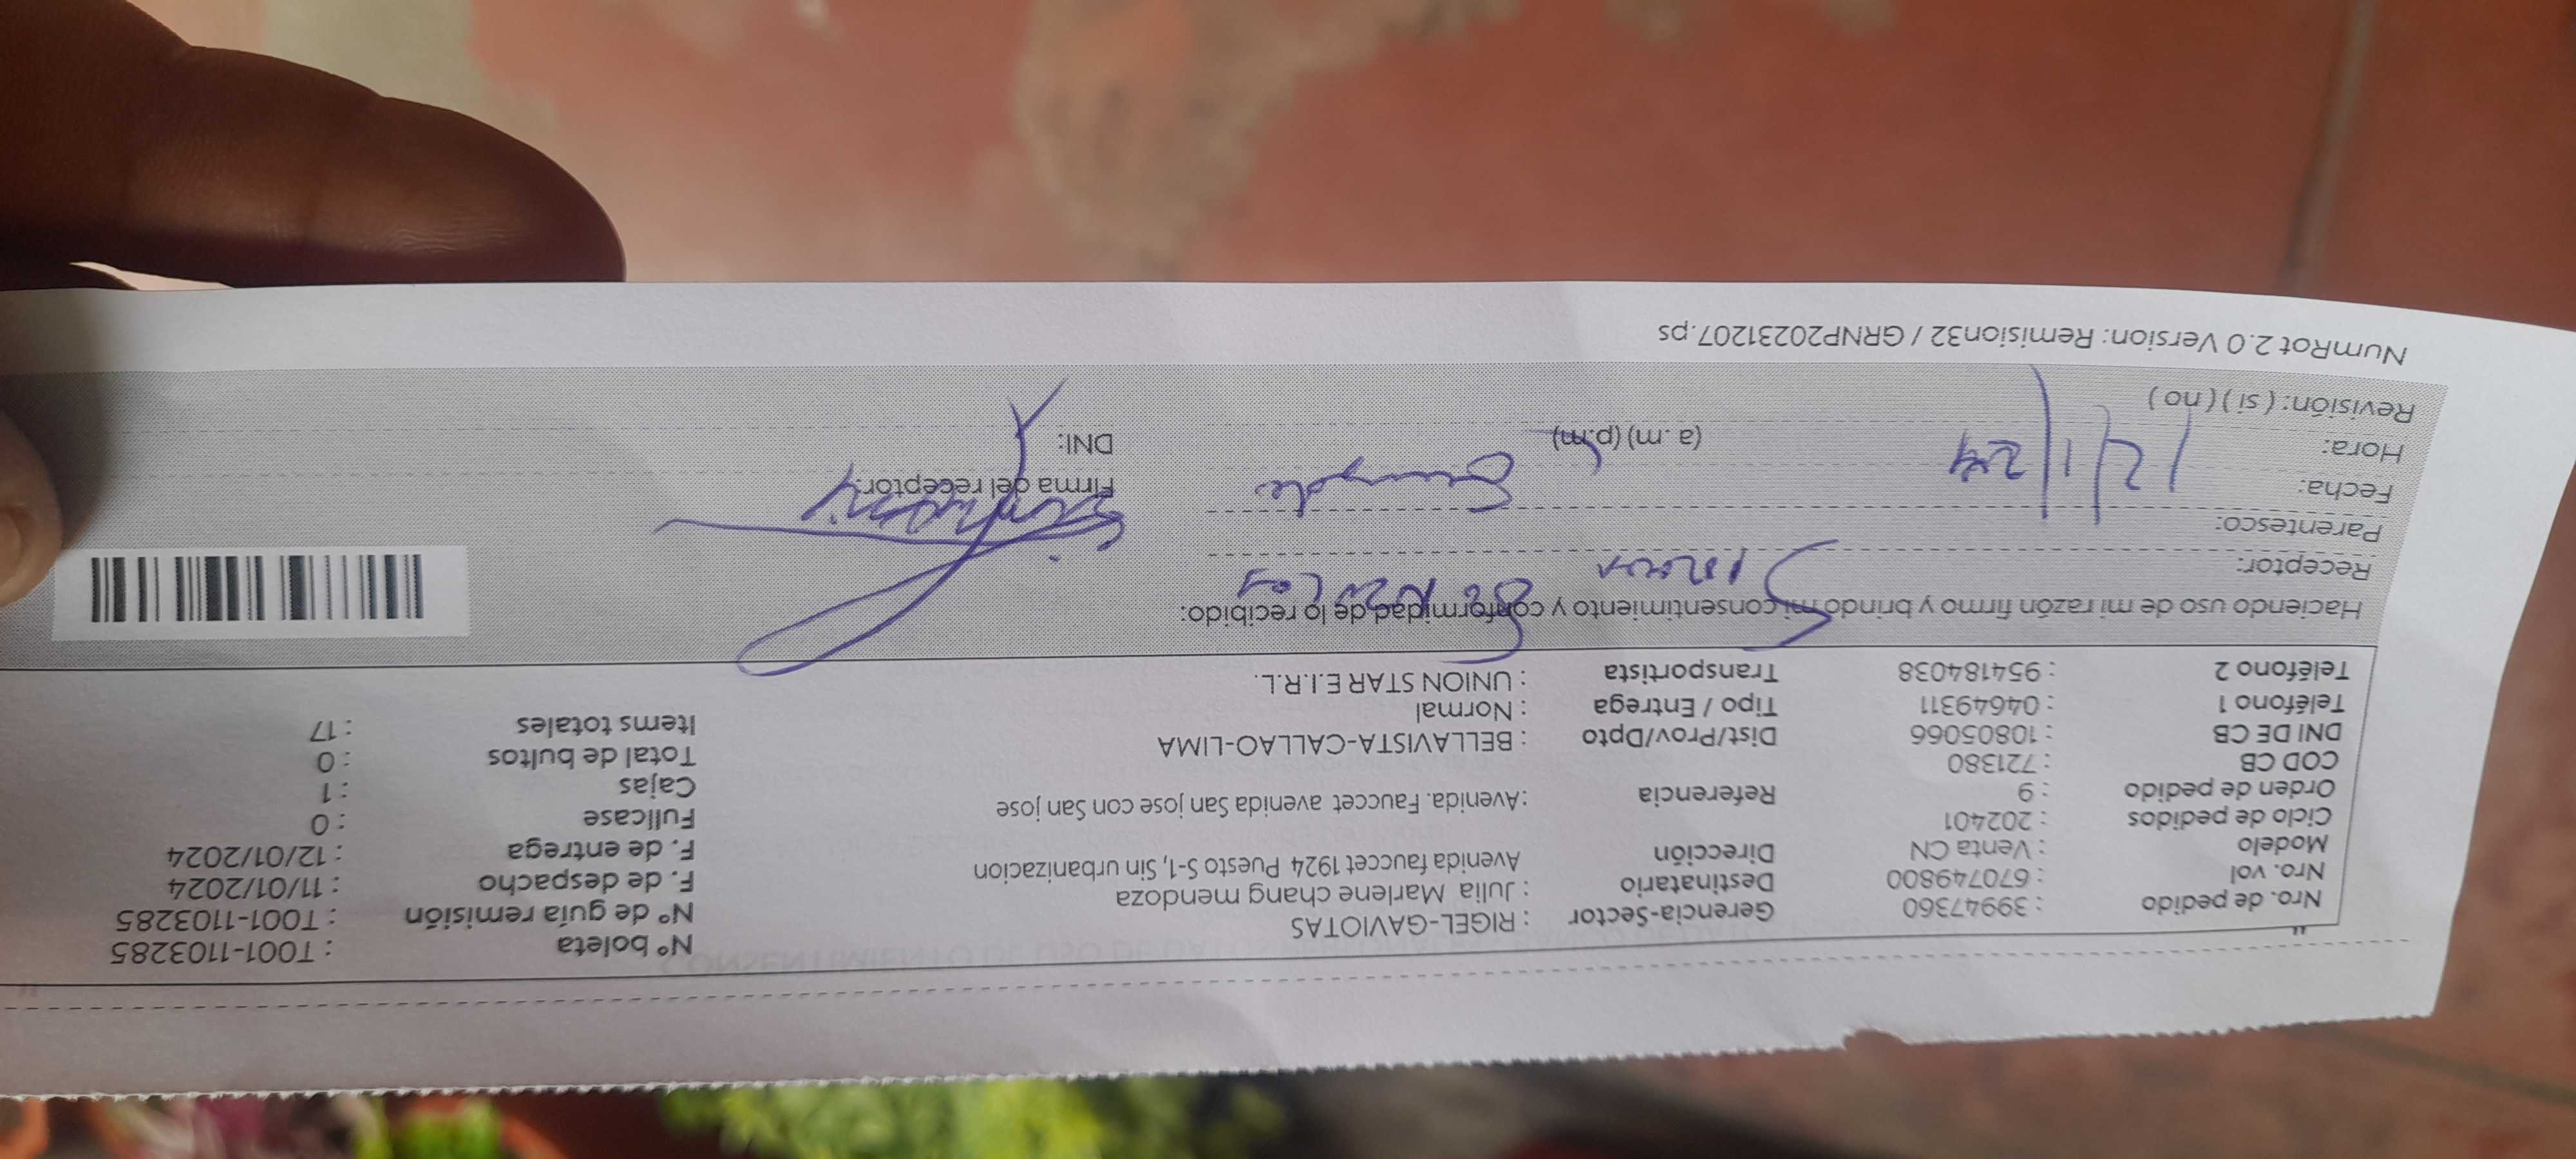 Nº boleta : T001-1103285
Nro. de pedido : 39947360 Gerencia-Sector : RIGEL-GAVIOTAS Nº de guía remisión : T001-1103285
Nro. vol : 670749800 Destinatario : Julia Marlene chang mendoza F. de despacho : 11/01/2024
Modelo : Venta CN Dirección Avenida fauccet 1924 Puesto S-1, Sin urbanizacion F. de entrega : 12/01/2024
Ciclo de pedidos : 202401 Fullcase : 0
Orden de pedido : 9 Referencia :Avenida. Fauccet avenida San jose con San jose Cajas : 1
COD CB : 721380 Total de bultos : 0
DNI DE CB : 10805066 Dist/Prov/Dpto : BELLAVISTA-CALLAO-LIMA Items totales : 17
Teléfono 1 : 04649311 Tipo / Entrega : Normal
Teléfono 2 : 954184038 Transportista : UNION STAR E.I.R.L.
Haciendo uso de mi razón firmo y brindo mi consentimiento y conformidad de lo recibido:
Receptor:
Parentesco:
Fecha: 12/1/24 Firma del receptor:
Hora: (a .m) (p.m) DNI:
Revisión: ( si ) ( no )
NumRot 2.0 Version: Remision32 / GRNP20231207.ps